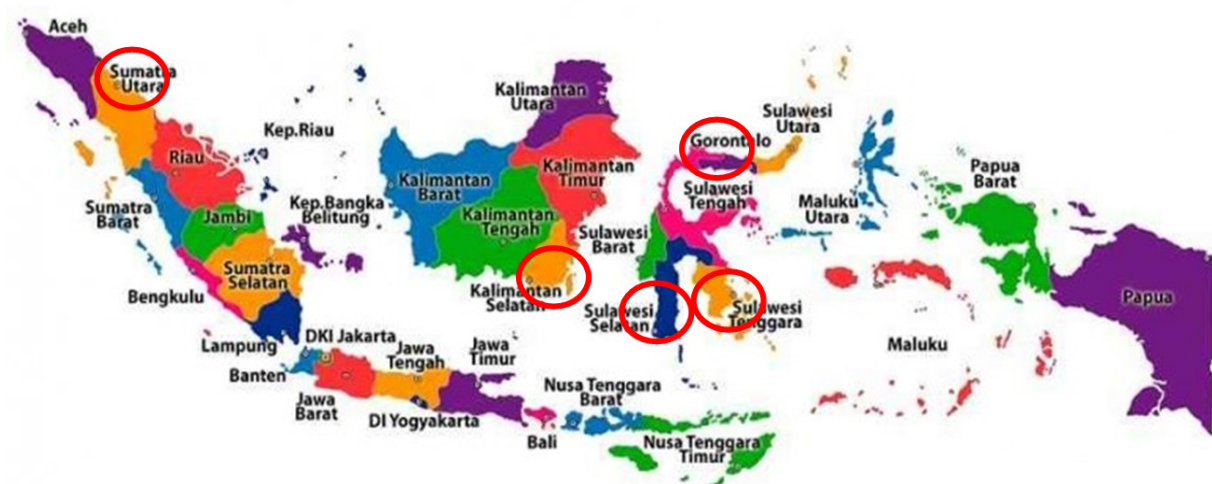 Aceh
Sumatra
Utara
Kalimantan
Utara
Sulawesi
Utara
Kep.Riau
Gorontalo
Riau
Kalimantan
Barat
Kalimantan
Timur
Papua
Barat
Sumatra
Barat
Jambi
Kep.Bangka
Belitung
Kalimantan
Tengah
Sulawesi
Tengah
Maluku
Utara
Sulawesi
Barat
Sumatra
Selatan
Bengkulu
Kalimantan
Selatan
Sulawesi
Selatan
Sulawesi
Tenggara
Papua
Lampung
DKI Jakarta
Jawa
Tengah
Jawa
Timur
Maluku
Banten
Jawa
Barat
DI Yogyakarta
Nusa Tenggara
Barat
Bali
Nusa Tenggara
Timur